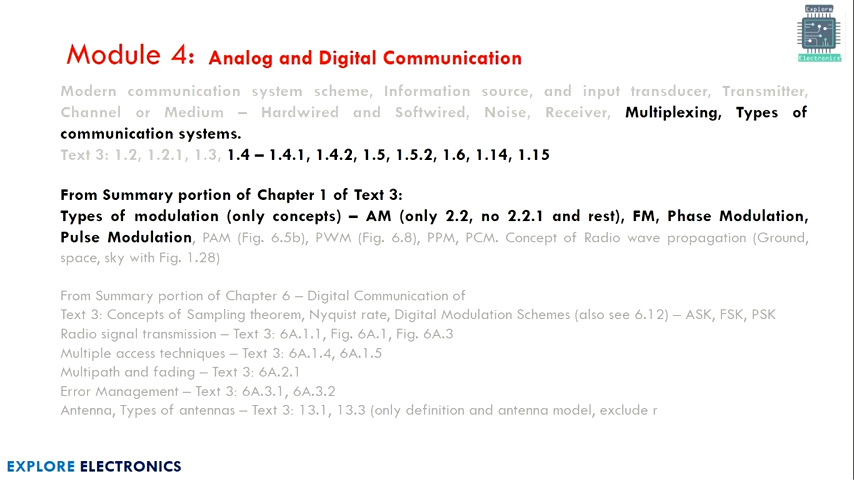 Explore
Electronics
Module 4: Analog and Digital Communication
Modern communication system scheme, Information source, and input transducer, Transmitter,
Channel or Medium – Hardwired and Softwired, Noise, Receiver, Multiplexing, Types of
communication systems.
Text 3: 1.2, 1.2.1, 1.3, 1.4 – 1.4.1, 1.4.2, 1.5, 1.5.2, 1.6, 1.14, 1.15
From Summary portion of Chapter 1 of Text 3:
Types of modulation (only concepts) – AM (only 2.2, no 2.2.1 and rest), FM, Phase Modulation,
Pulse Modulation, PAM (Fig. 6.5b), PWM (Fig. 6.8), PPM, PCM. Concept of Radio wave propagation (Ground,
space, sky with Fig. 1.28)
From Summary portion of Chapter 6 – Digital Communication of
Text 3: Concepts of Sampling theorem, Nyquist rate, Digital Modulation Schemes (also see 6.12) – ASK, FSK, PSK
Radio signal transmission – Text 3: 6A.1.1, Fig. 6A.1, Fig. 6A.3
Multiple access techniques – Text 3: 6A.1.4, 6A.1.5
Multipath and fading – Text 3: 6A.2.1
Error Management – Text 3: 6A.3.1, 6A.3.2
Antenna, Types of antennas – Text 3: 13.1, 13.3 (only definition and antenna model, exclude r
EXPLORE ELECTRONICS